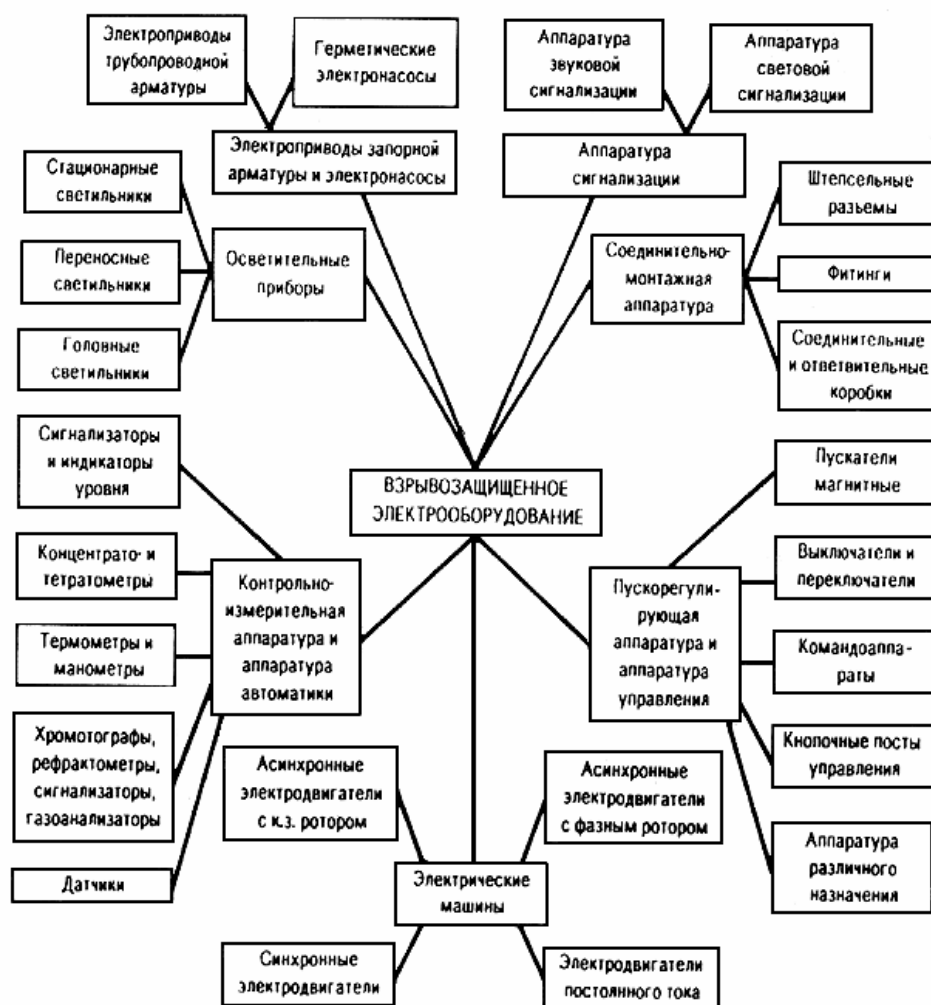 Электроприводы
трубопроводной
арматуры
Герметические
электронасосы
Аппаратура
звуковой
сигнализации
Аппаратура
световой
сигнализации
Электроприводы запорной
арматуры и электронасосы
Аппаратура
сигнализации
Стационарные
светильники
Переносные
светильники
Головные
светильники
Осветительные
приборы
Соединительно-
монтажная
аппаратура
Штепсельные
разъемы
Фитинги
Соединительные
и ответвительные
коробки
ВЗРЫВОЗАЩИЩЕННОЕ
ЭЛЕКТРООБОРУДОВАНИЕ
Сигнализаторы
и индикаторы
уровня
Концентрато- и
тетратометры
Термометры и
манометры
Хромотографы,
рефрактометры,
сигнализаторы,
газоанализаторы
Датчики
Контрольно-
измерительная
аппаратура и
аппаратура
автоматики
Пускорегули-
рующая
аппаратура и
аппаратура
управления
Пускатели
магнитные
Выключатели и
переключатели
Командоаппа-
раты
Кнопочные посты
управления
Аппаратура
различного
назначения
Асинхронные
электродвигатели
с к.з. ротором
Асинхронные
электродвигатели
с фазным ротором
Электрические
машины
Синхронные
электродвигатели
Электродвигатели
постоянного тока